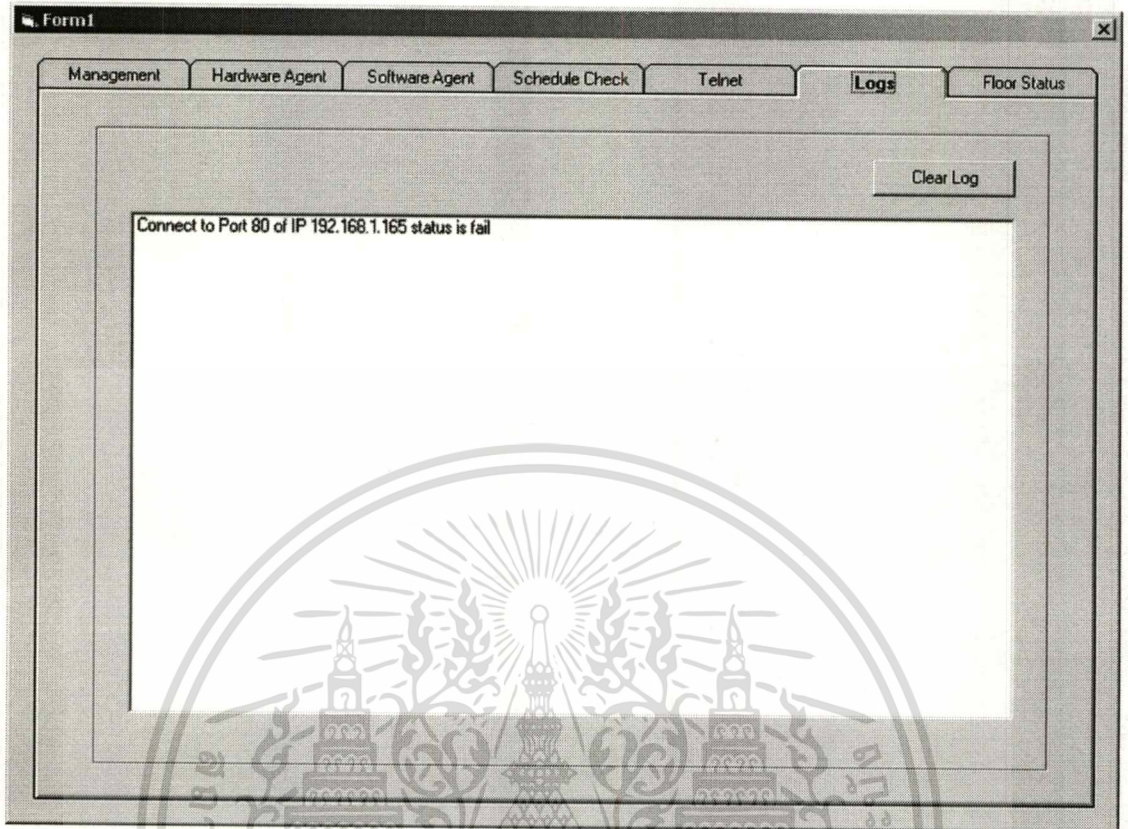 Form1
Management
Hardware Agent
Software Agent
Schedule Check
Telnet
Logs
Floor Status
Clear Log
Connect to Port 80 of IP 192.168.1.165 status is fail